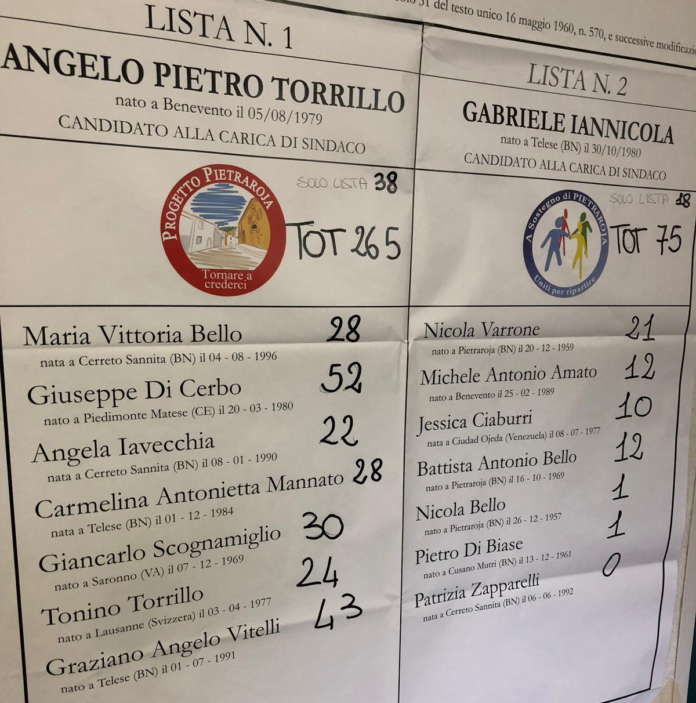 31 del testo unico 16 maggio 1960, n. 570, e successive
LISTA N. 1
ANGELO PIETRO TORRILLO
nato a Benevento il 05/08/1979
CANDIDATO ALLA CARICA DI SINDACO
PROGETTO PIETRAROJA
Tornare a
crederci
SOLO LISTA 38
TOT 265
Maria Vittoria Bello 28
nata a Cerreto Sannita (BN) il 04 - 08 - 1996
Giuseppe Di Cerbo 52
nato a Piedimonte Matese (CE) il 20 - 03 - 1980
Angela Iavecchia 22
nata a Cerreto Sannita (BN) il 08 - 01 - 1990
Carmelina Antonietta Mannato 28
nata a Telese (BN) il 01 - 12 - 1984
Giancarlo Scognamiglio 30
nato a Saronno (VA) il 07 - 12 - 1969
Tonino Torrillo 24
nato a Lausanne (Svizzera) il 03 - 04 - 1977
Graziano Angelo Vitelli 43
nato a Telese (BN) il 01 - 07 - 1991
LISTA N. 2
GABRIELE IANNICOLA
nato a Telese (BN) il 30/10/1980
CANDIDATO ALLA CARICA DI SINDACO
A Sostegno di PIETRAROJA
Uniti per ripartire
SOLO LISTA 18
TOT 75
Nicola Varrone 21
nato a Pietraroja (BN) il 20 - 12 - 1959
Michele Antonio Amato 12
nato a Benevento il 25 - 02 - 1989
Jessica Ciaburri 10
nata a Ciudad Ojeda (Venezuela) il 08 - 07 - 1977
Battista Antonio Bello 12
nato a Pietraroja (BN) il 16 - 10 - 1969
Nicola Bello 1
nato a Pietraroja (BN) il 26 - 12 - 1957
Pietro Di Biase 1
nato a Cusano Mutri (BN) il 13 - 12 - 1961
Patrizia Zapparelli 0
nata a Cerreto Sannita (BN) il 06 - 06 - 1992